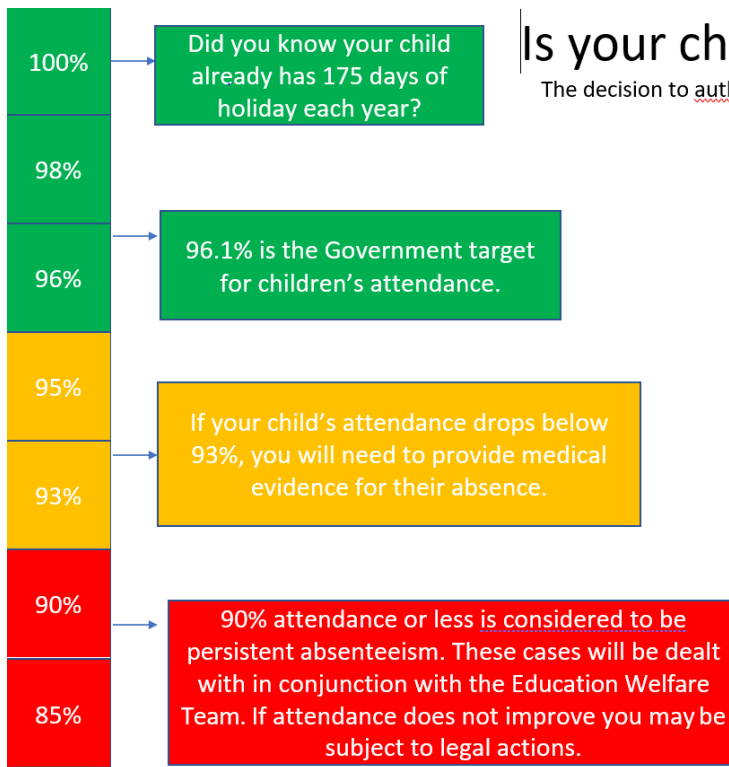 Is your ch
The decision to
100%
Did you know your child
already has 175 days of
holiday each year?
98%
96%
96.1% is the Government target
for children’s attendance.
95%
93%
If your child’s attendance drops below
93%, you will need to provide medical
evidence for their absence.
90%
85%
90% attendance or less is considered to be
persistent absenteeism. These cases will be dealt
with in conjunction with the Education Welfare
Team. If attendance does not improve you may be
subject to legal actions.